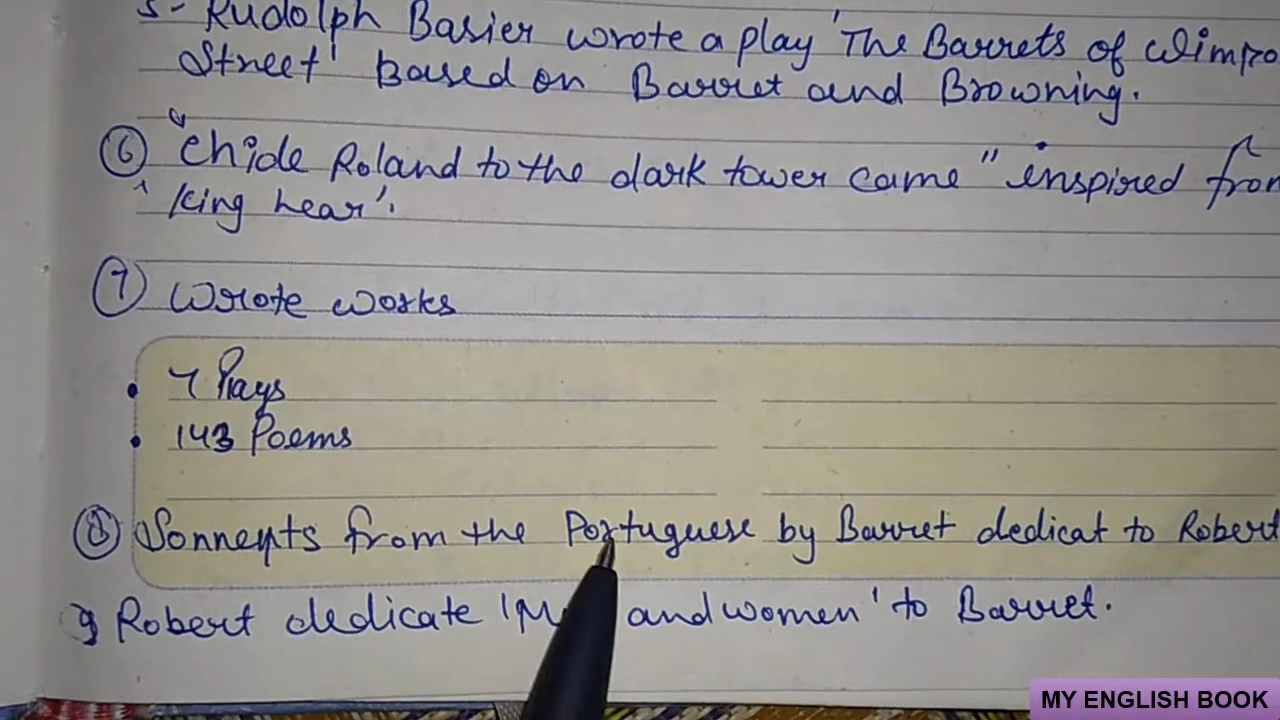 5- Rudolph Basier wrote a play 'The Barrets of Wimpo
Street' Based on Barret and Browning.
6 "Chide Roland to the dark tower came" inspired from
'King Lear'.
7 Wrote works
• 7 Plays
• 143 Poems
8 Sonnents from the Portuguese by Barret dedicat to Robert
9 Robert dedicate 'M and women' to Barret.
MY ENGLISH BOOK